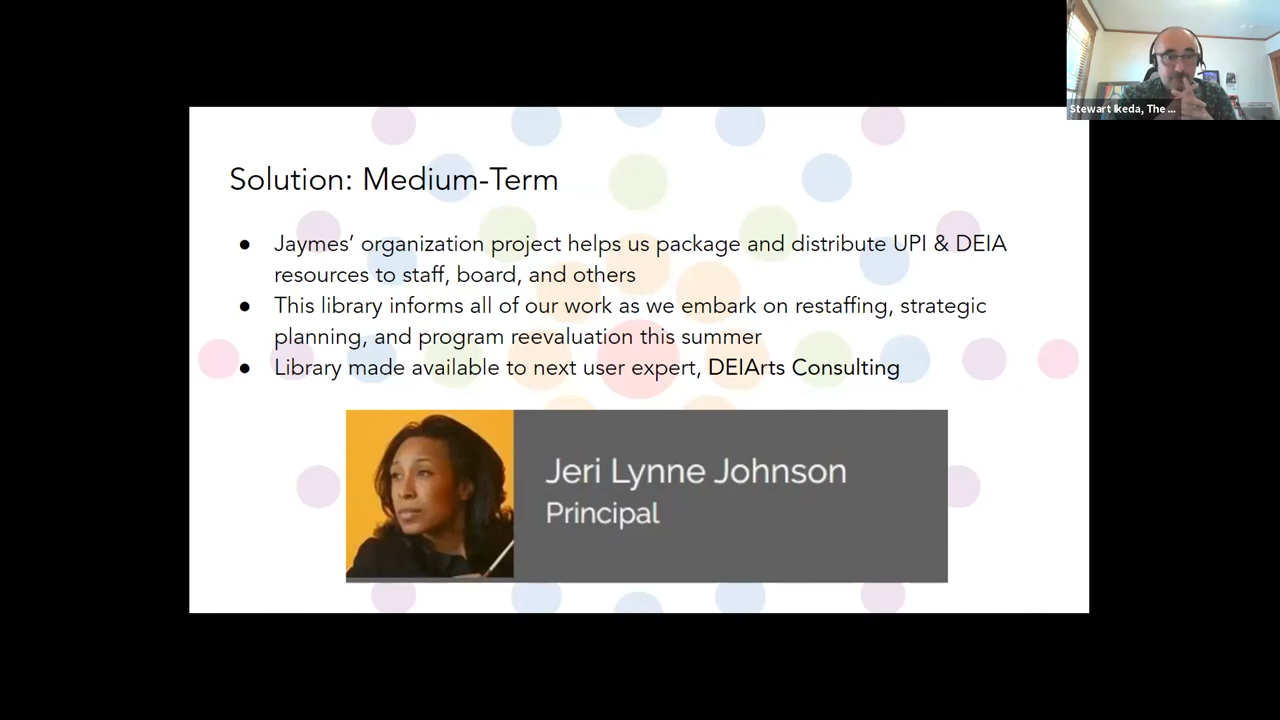 Stewart Ikeda, The ...
Solution: Medium-Term
● Jaymes’ organization project helps us package and distribute UPI & DEIA
resources to staff, board, and others
● This library informs all of our work as we embark on restaffing, strategic
planning, and program reevaluation this summer
● Library made available to next user expert, DEIArts Consulting
Jeri Lynne Johnson
Principal